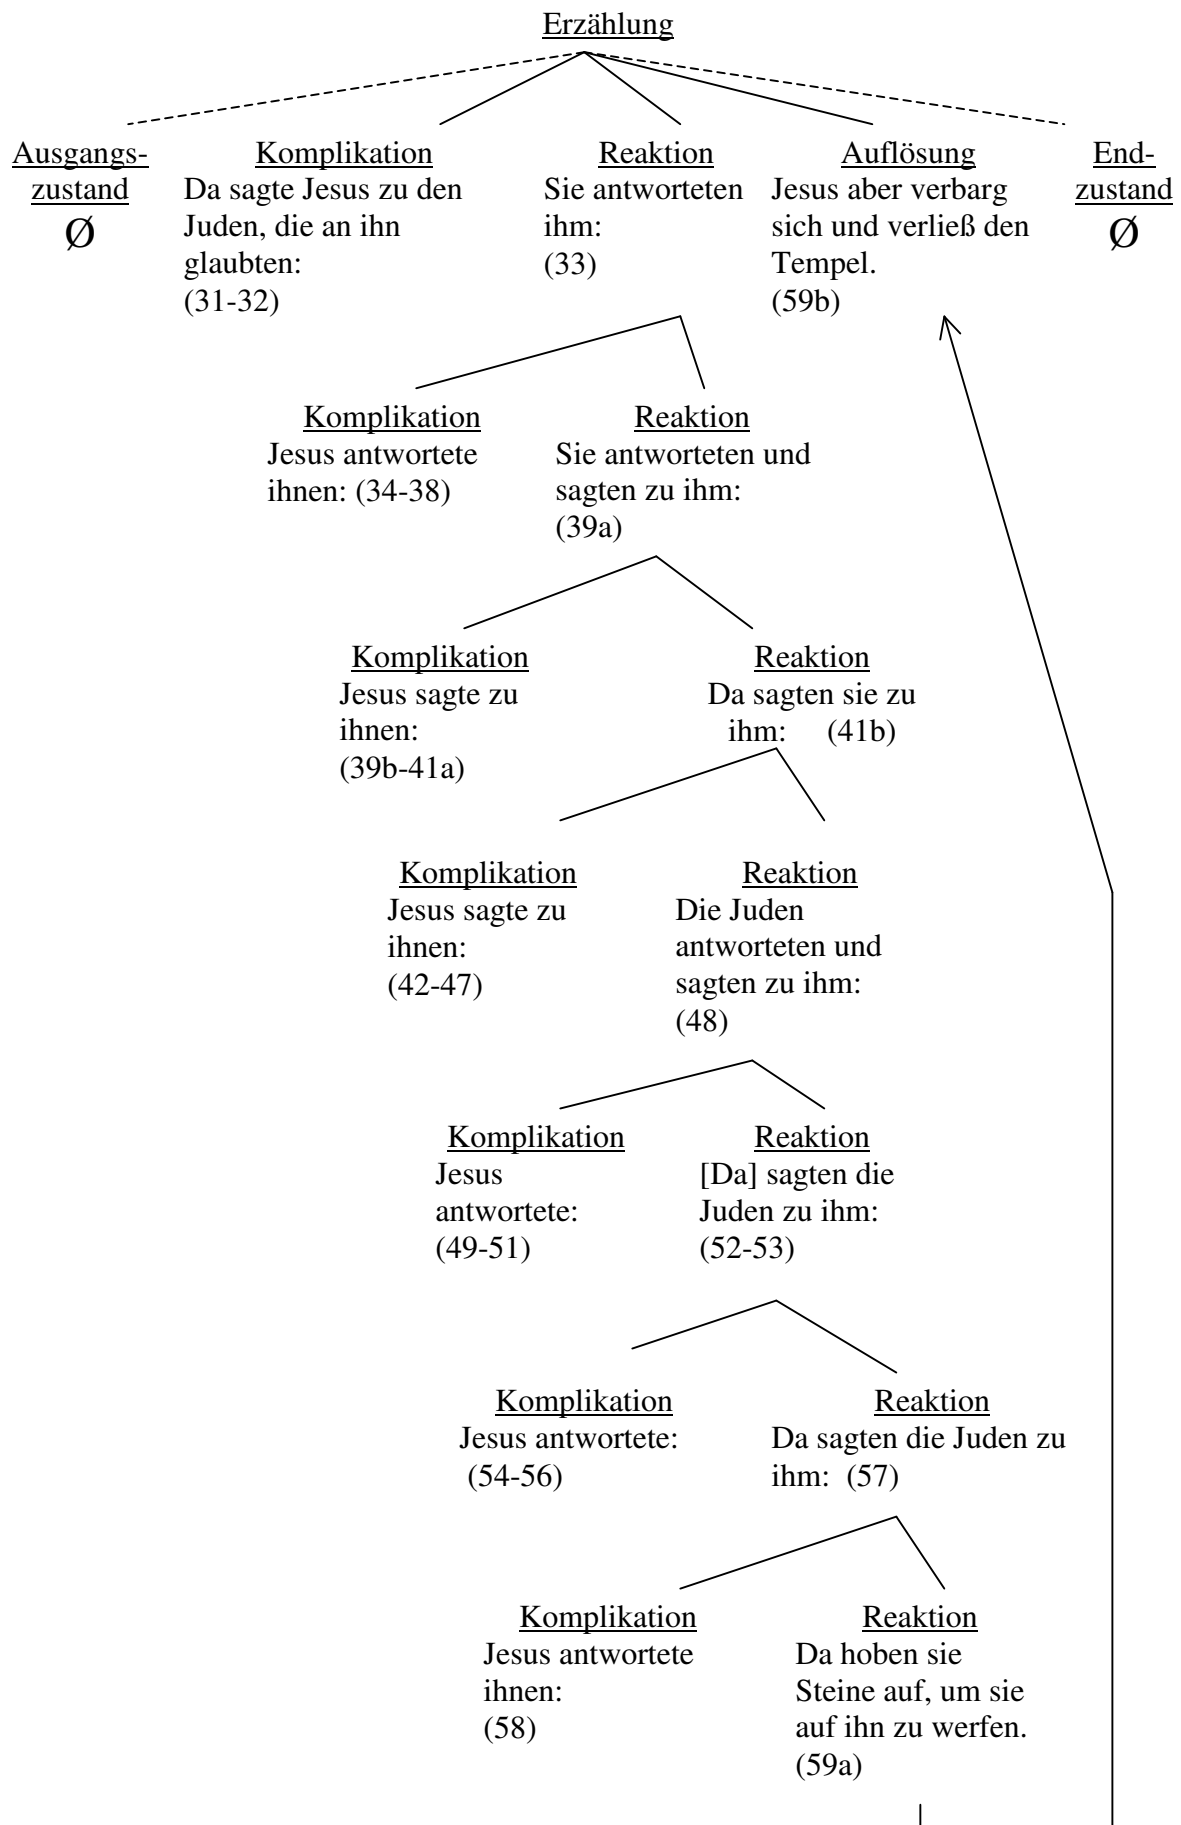 Erzählung
Ausgangs-
zustand
Ø
Komplikation
Da sagte Jesus zu den
Juden, die an ihn
glaubten:
(31-32)
Reaktion
Sie antworteten
ihm:
(33)
Auflösung
Jesus aber verbarg
sich und verließ den
Tempel.
(59b)
End-
zustand
Ø
Komplikation
Jesus antwortete
ihnen: (34-38)
Reaktion
Sie antworteten und
sagten zu ihm:
(39a)
Komplikation
Jesus sagte zu
ihnen:
(39b-41a)
Reaktion
Da sagten sie zu
ihm: (41b)
Komplikation
Jesus sagte zu
ihnen:
(42-47)
Reaktion
Die Juden
antworteten und
sagten zu ihm:
(48)
Komplikation
Jesus
antwortete:
(49-51)
Reaktion
[Da] sagten die
Juden zu ihm:
(52-53)
Komplikation
Jesus antwortete:
(54-56)
Reaktion
Da sagten die Juden zu
ihm: (57)
Komplikation
Jesus antwortete
ihnen:
(58)
Reaktion
Da hoben sie
Steine auf, um sie
auf ihn zu werfen.
(59a)